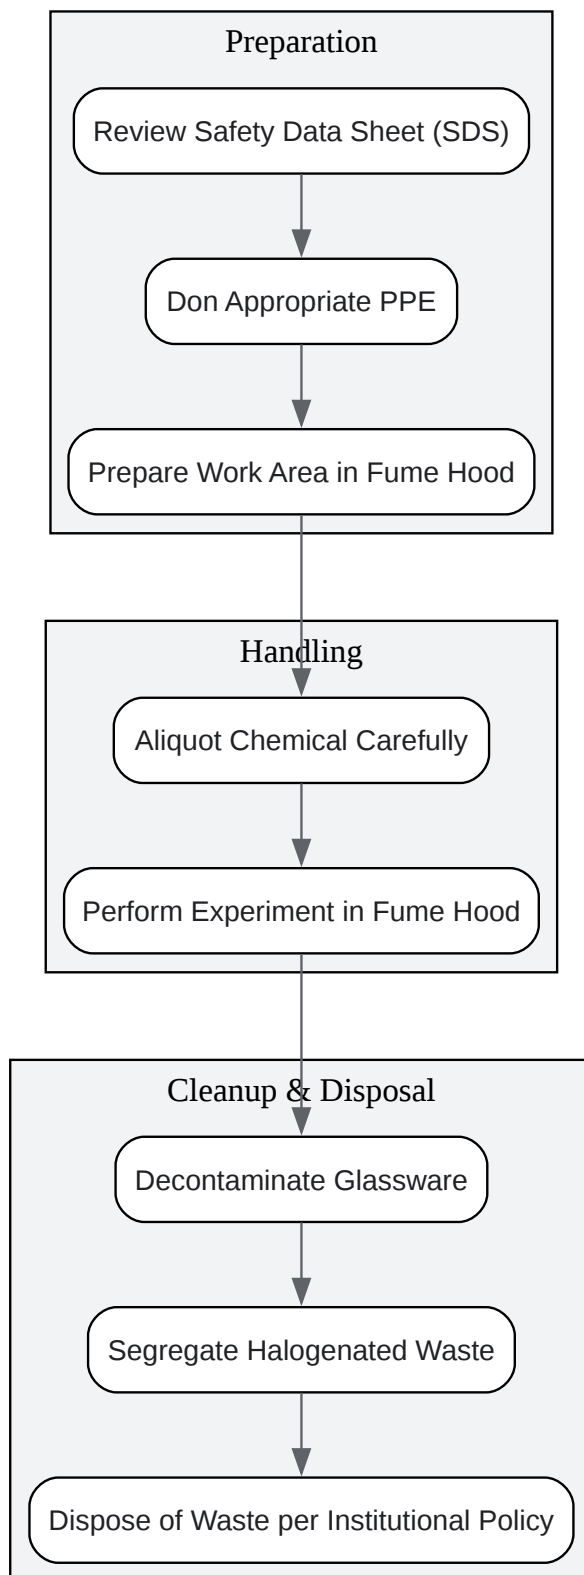 Preparation
Review Safety Data Sheet (SDS)
Don Appropriate PPE
Prepare Work Area in Fume Hood
Handling
Aliquot Chemical Carefully
Perform Experiment in Fume Hood
Cleanup & Disposal
Decontaminate Glassware
Segregate Halogenated Waste
Dispose of Waste per Institutional Policy